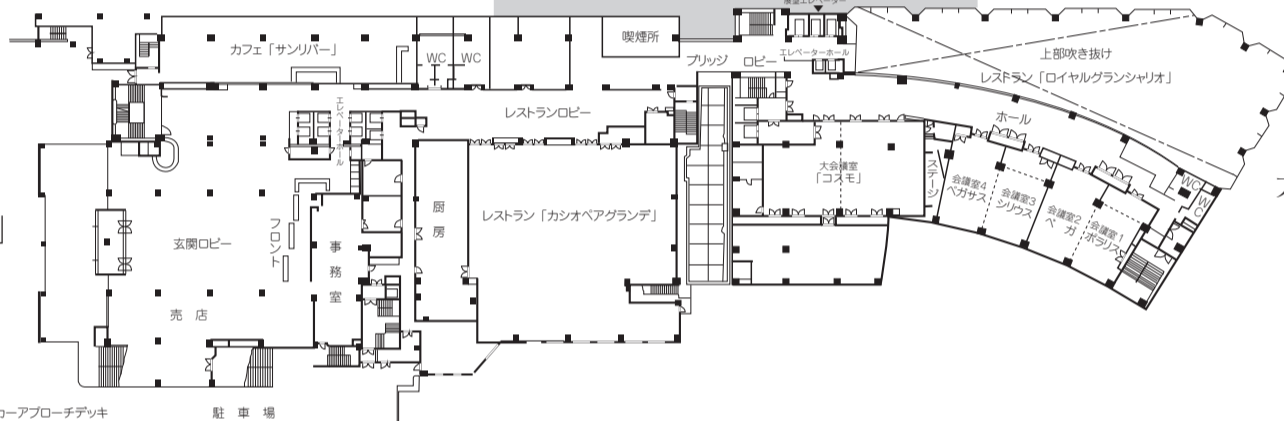 展望エレベーター
カフェ「サンリバー」
WC
WC
喫煙所
ブリッジ
ロビー
エレベーターホール
上部吹き抜け
レストラン「ロイヤルグランシャリオ」
エレベーターホール
レストランロビー
ホール
大会議室
「コスモ」
ステージ
会議室4
ペガサス
会議室3
シリウス
会議室2
ベガ
会議室1
ポラリス
WC
WC
厨房
レストラン「カシオペアグランデ」
玄関ロビー
フロント
事務室
売店
カーアプローチデッキ
駐車場